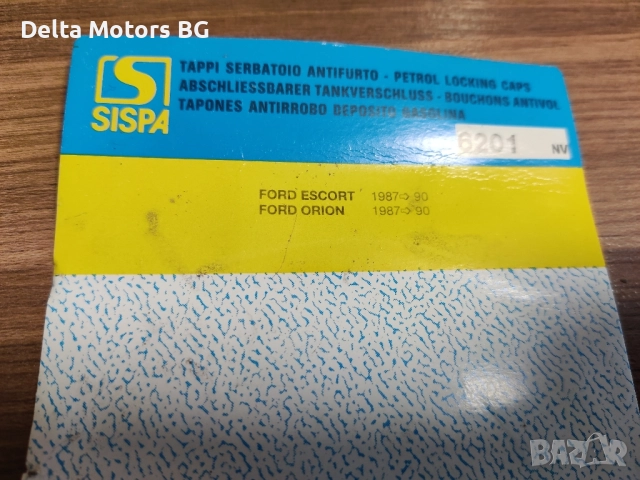 Delta Motors BG
SISPA
TAPPI SERBATOIO ANTIFURTO - PETROL LOCKING CAPS
ABSCHLIESSBARER TANKVERSCHLUSS - BOUCHONS ANTIVOL
TAPONES ANTIRROBO DEPOSITO GASOLINA
6201 NV
FORD ESCORT 1987⇨90
FORD ORION 1987⇨90
BAZAR